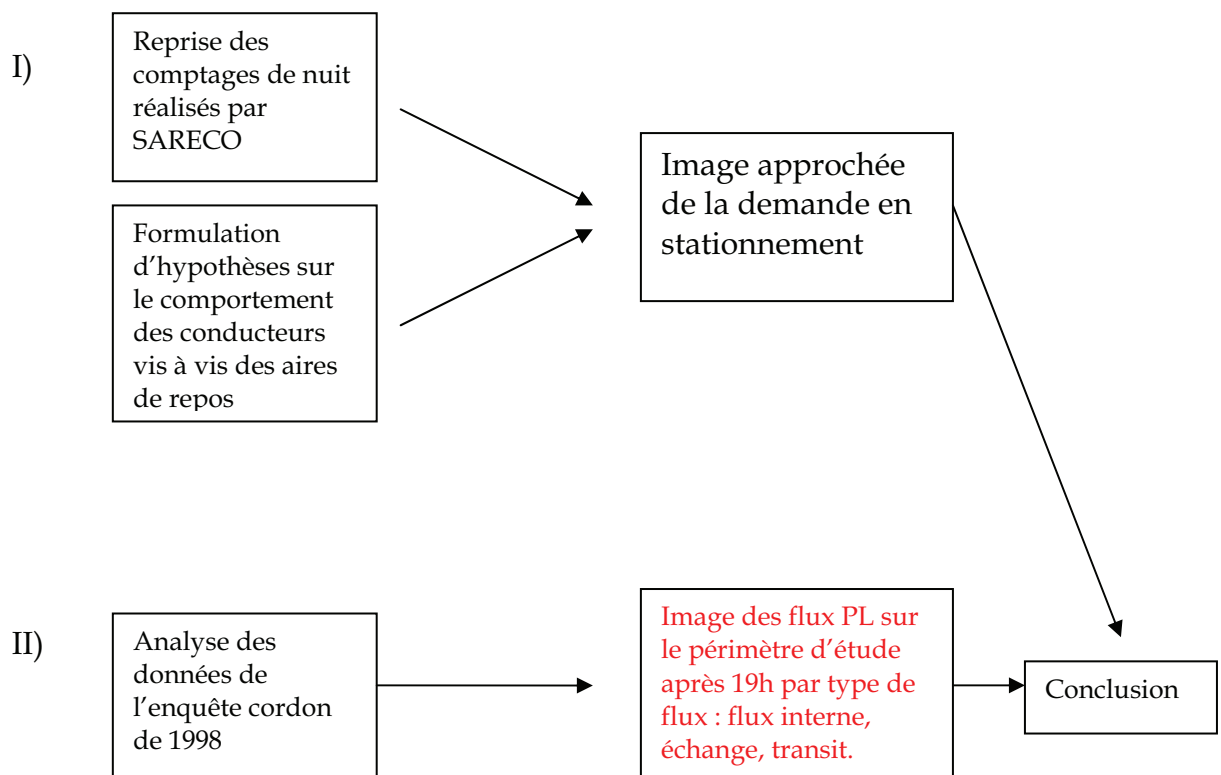 I)
Reprise des
comptages de nuit
réalisés par
SARECO
Formulation
d'hypothèses sur
le comportement
des conducteurs
vis à vis des aires
de repos
Image approchée
de la demande en
stationnement
II)
Analyse des
données de
l'enquête cordon
de 1998
Image des flux PL sur
le périmètre d'étude
après 19h par type de
flux : flux interne,
échange, transit.
Conclusion